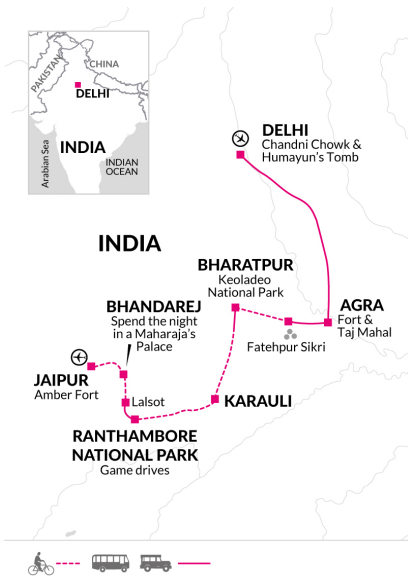 PAKISTAN
CHINA
DELHI
INDIA
Arabian Sea
INDIAN
OCEAN
DELHI
Chandni Chowk &
Humayun's Tomb
INDIA
BHARATPUR
Keoladeo
National Park
BHANDAREJ
Spend the night
in a Maharaja's
Palace
AGRA
Fort &
Taj Mahal
Fatehpur Sikri
JAIPUR
Amber Fort
Lalsot
KARAULI
RANTHAMBORE
NATIONAL PARK
Game drives